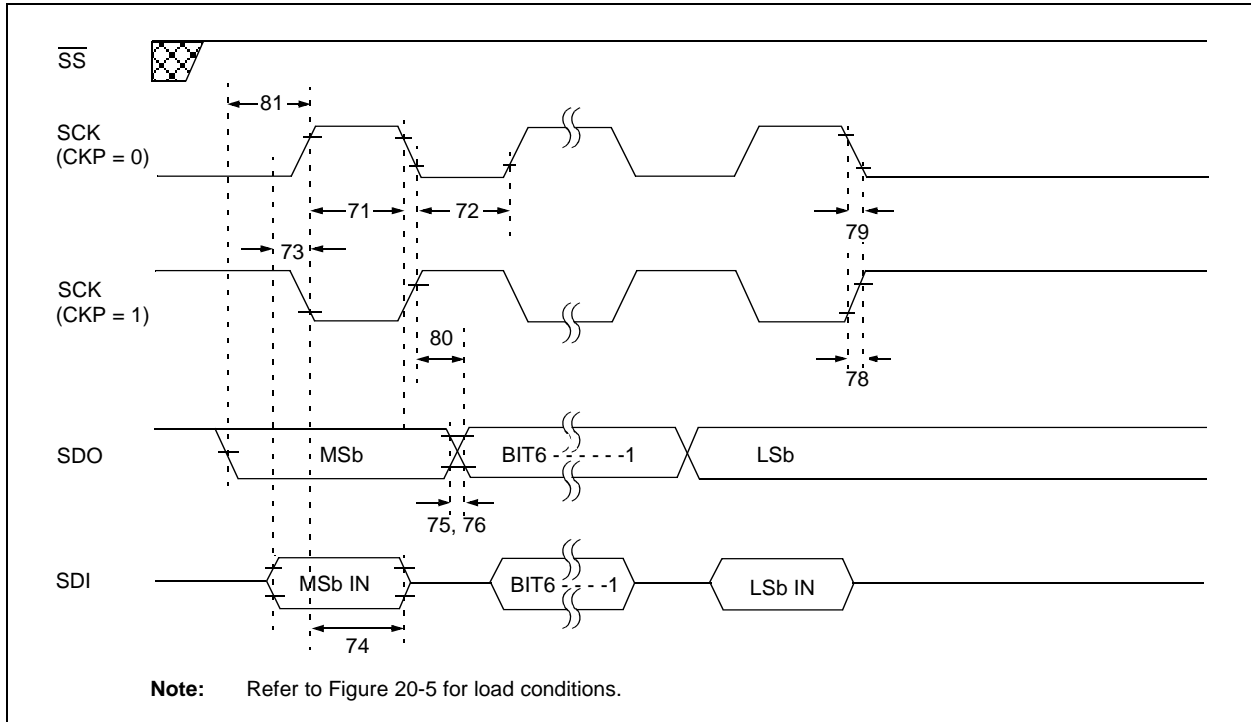 SS
81
SCK
(CKP = 0)
71
72
79
73
SCK
(CKP = 1)
80
78
SDO
MSb
BIT6 - - - - - -1
LSb
75, 76
SDI
MSb IN
BIT6 - - - -1
LSb IN
74
Note: Refer to Figure 20-5 for load conditions.